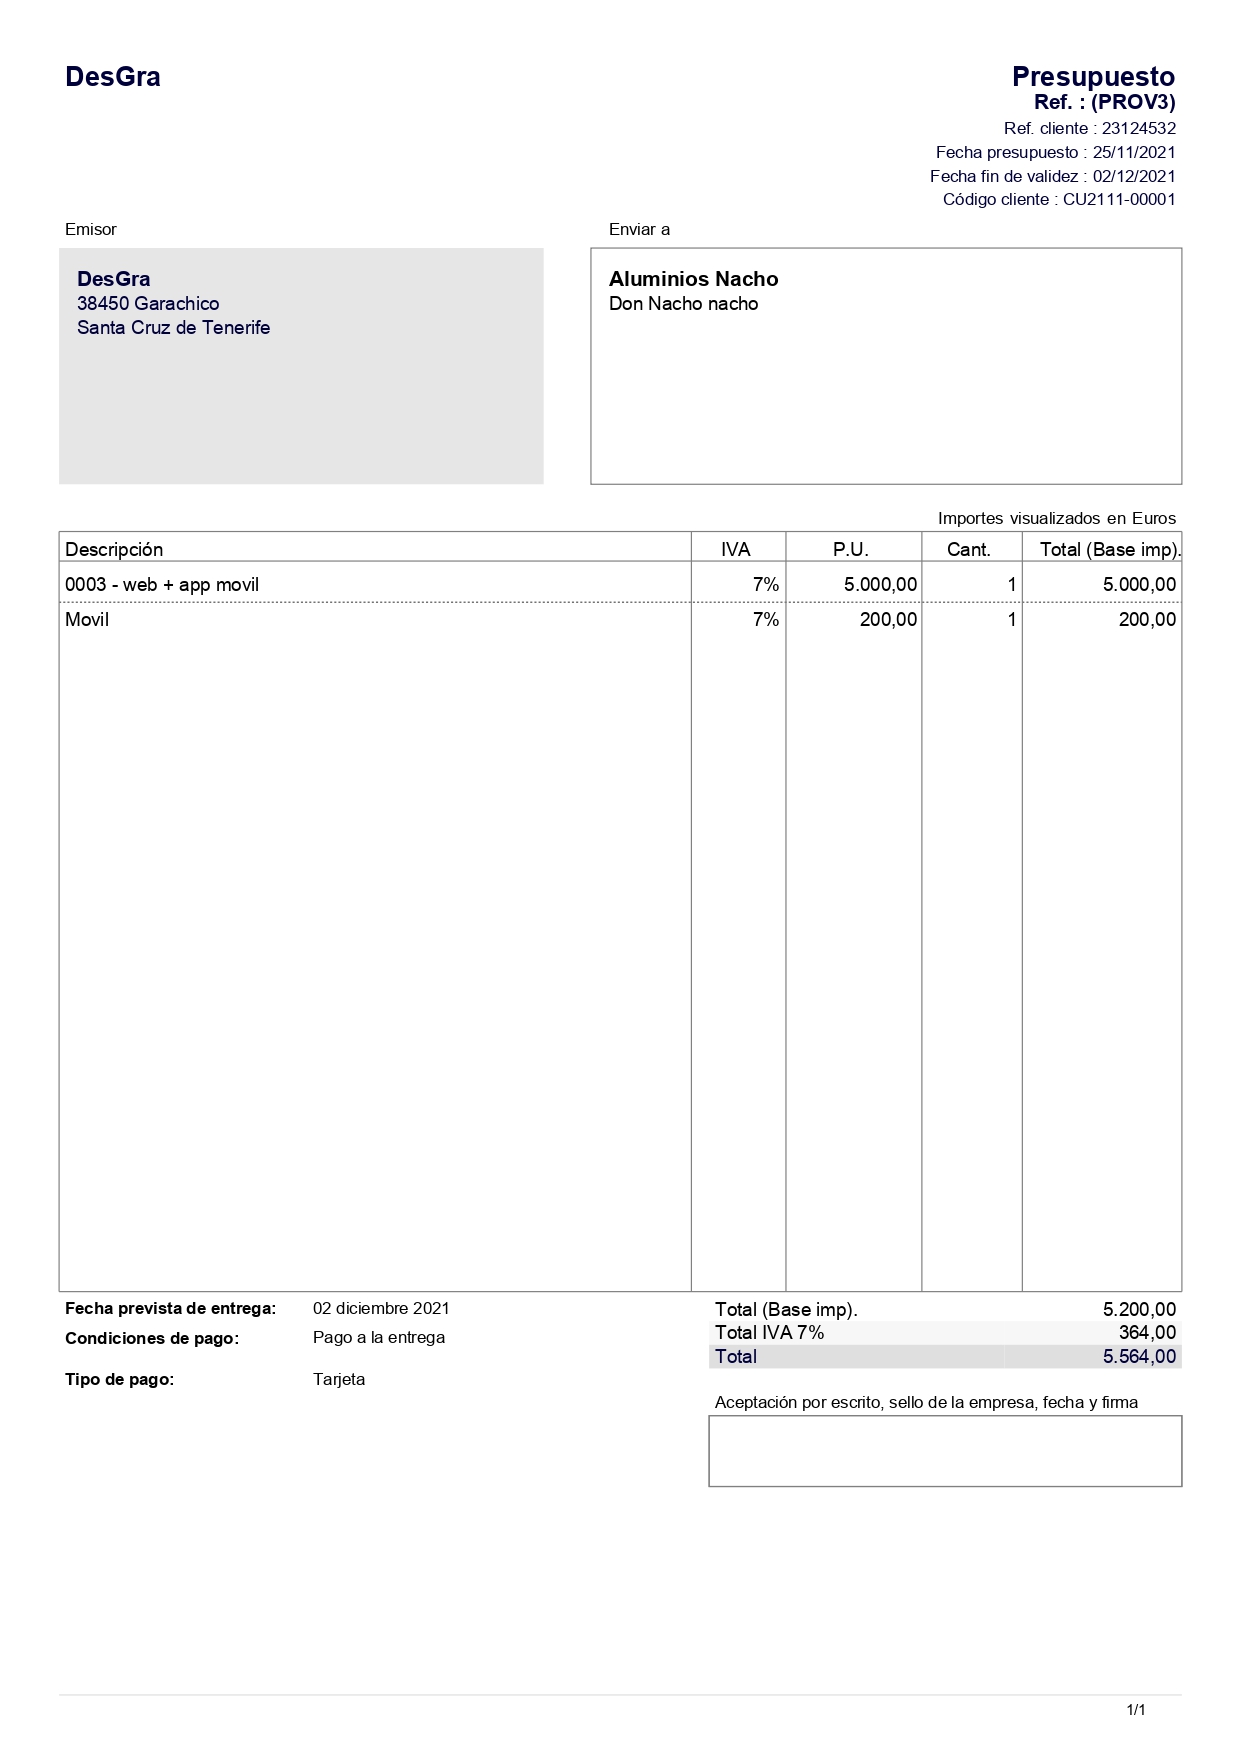 DesGra
Presupuesto
Ref. : (PROV3)
Ref. cliente : 23124532
Fecha presupuesto : 25/11/2021
Fecha fin de validez : 02/12/2021
Código cliente : CU2111-00001
Emisor
DesGra
38450 Garachico
Santa Cruz de Tenerife
Enviar a
Aluminios Nacho
Don Nacho nacho
Importes visualizados en Euros
Descripción IVA P.U. Cant. Total (Base imp).
0003 - web + app movil 7% 5.000,00 1 5.000,00
Movil 7% 200,00 1 200,00
Fecha prevista de entrega: 02 diciembre 2021
Condiciones de pago: Pago a la entrega
Tipo de pago: Tarjeta
Total (Base imp). 5.200,00
Total IVA 7% 364,00
Total 5.564,00
Aceptación por escrito, sello de la empresa, fecha y firma
1/1